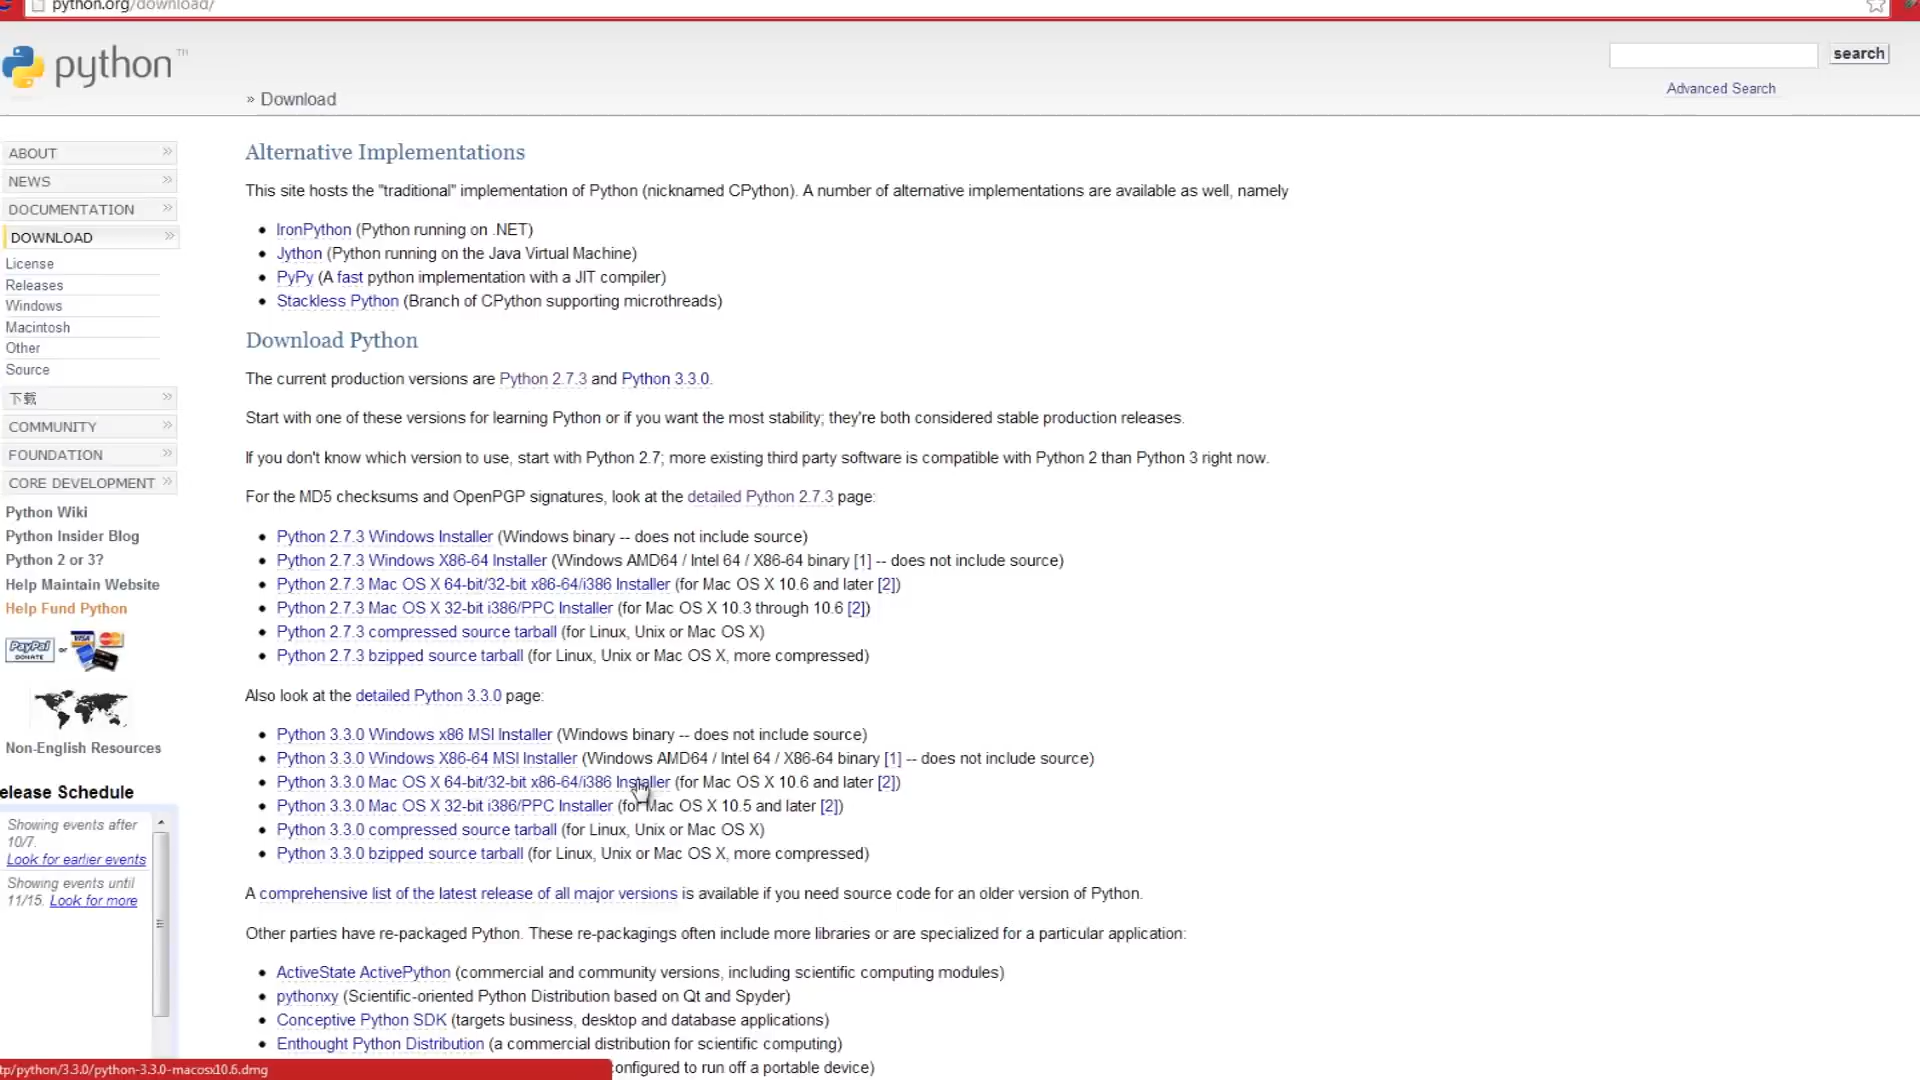 python.org/download/
python™
search
Advanced Search
» Download
ABOUT »
NEWS »
DOCUMENTATION »
DOWNLOAD »
License
Releases
Windows
Macintosh
Other
Source
下载 »
COMMUNITY »
FOUNDATION »
CORE DEVELOPMENT »
Python Wiki
Python Insider Blog
Python 2 or 3?
Help Maintain Website
Help Fund Python
PayPal DONATE or VISA
Non-English Resources
elease Schedule
Showing events after
10/7.
Look for earlier events
Showing events until
11/15. Look for more
Alternative Implementations
This site hosts the "traditional" implementation of Python (nicknamed CPython). A number of alternative implementations are available as well, namely
• IronPython (Python running on .NET)
• Jython (Python running on the Java Virtual Machine)
• PyPy (A fast python implementation with a JIT compiler)
• Stackless Python (Branch of CPython supporting microthreads)
Download Python
The current production versions are Python 2.7.3 and Python 3.3.0.
Start with one of these versions for learning Python or if you want the most stability; they're both considered stable production releases.
If you don't know which version to use, start with Python 2.7; more existing third party software is compatible with Python 2 than Python 3 right now.
For the MD5 checksums and OpenPGP signatures, look at the detailed Python 2.7.3 page:
• Python 2.7.3 Windows Installer (Windows binary -- does not include source)
• Python 2.7.3 Windows X86-64 Installer (Windows AMD64 / Intel 64 / X86-64 binary [1] -- does not include source)
• Python 2.7.3 Mac OS X 64-bit/32-bit x86-64/i386 Installer (for Mac OS X 10.6 and later [2])
• Python 2.7.3 Mac OS X 32-bit i386/PPC Installer (for Mac OS X 10.3 through 10.6 [2])
• Python 2.7.3 compressed source tarball (for Linux, Unix or Mac OS X)
• Python 2.7.3 bzipped source tarball (for Linux, Unix or Mac OS X, more compressed)
Also look at the detailed Python 3.3.0 page:
• Python 3.3.0 Windows x86 MSI Installer (Windows binary -- does not include source)
• Python 3.3.0 Windows X86-64 MSI Installer (Windows AMD64 / Intel 64 / X86-64 binary [1] -- does not include source)
• Python 3.3.0 Mac OS X 64-bit/32-bit x86-64/i386 Installer (for Mac OS X 10.6 and later [2])
• Python 3.3.0 Mac OS X 32-bit i386/PPC Installer (for Mac OS X 10.5 and later [2])
• Python 3.3.0 compressed source tarball (for Linux, Unix or Mac OS X)
• Python 3.3.0 bzipped source tarball (for Linux, Unix or Mac OS X, more compressed)
A comprehensive list of the latest release of all major versions is available if you need source code for an older version of Python.
Other parties have re-packaged Python. These re-packagings often include more libraries or are specialized for a particular application:
• ActiveState ActivePython (commercial and community versions, including scientific computing modules)
• pythonxy (Scientific-oriented Python Distribution based on Qt and Spyder)
• Conceptive Python SDK (targets business, desktop and database applications)
• Enthought Python Distribution (a commercial distribution for scientific computing)
onfigured to run off a portable device)
tp/python/3.3.0/python-3.3.0-macosx10.6.dmg